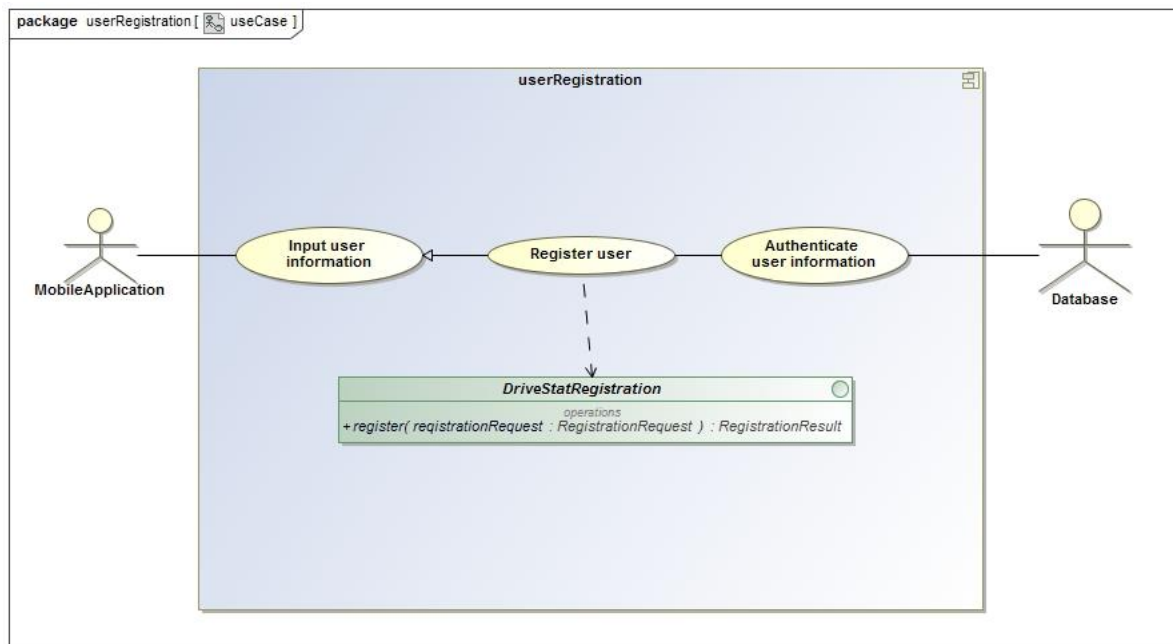 package userRegistration [ useCase ]
userRegistration
Input user
information
Register user
Authenticate
user information
MobileApplication
Database
DriveStatRegistration
operations
+register( registrationRequest : RegistrationRequest ) : RegistrationResult